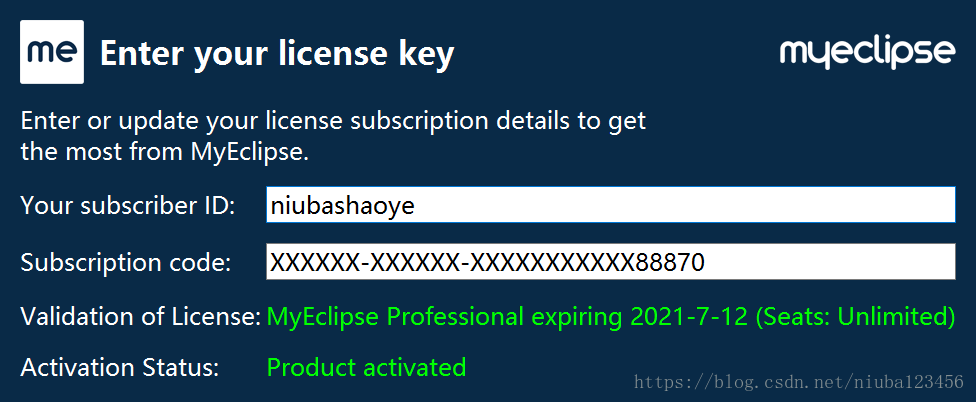 me Enter your license key myeclipse
Enter or update your license subscription details to get
the most from MyEclipse.
Your subscriber ID: niubashaoye
Subscription code: XXXXXX-XXXXXX-XXXXXXXXXXX88870
Validation of License: MyEclipse Professional expiring 2021-7-12 (Seats: Unlimited)
Activation Status: Product activated
https://blog.csdn.net/niuba123456